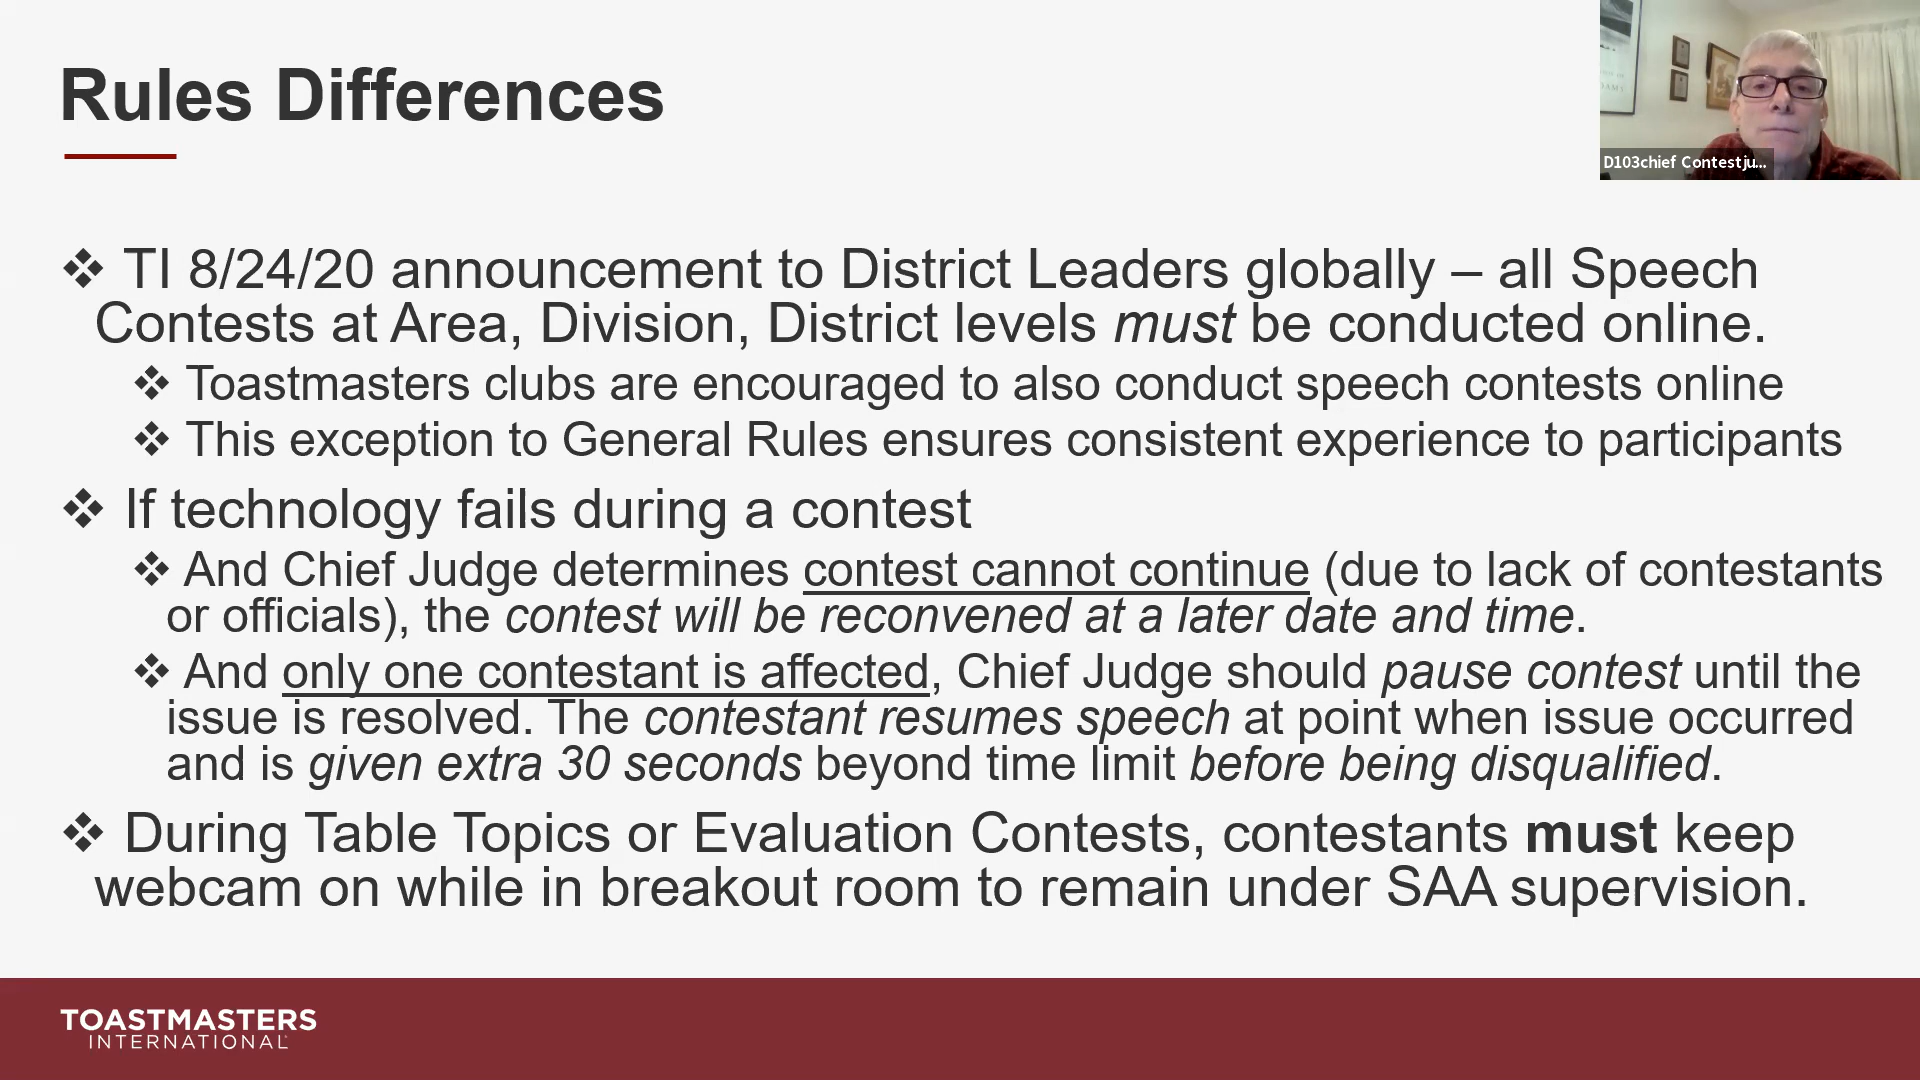 Rules Differences
D103chief Contestju...
❖ TI 8/24/20 announcement to District Leaders globally – all Speech
Contests at Area, Division, District levels must be conducted online.
❖ Toastmasters clubs are encouraged to also conduct speech contests online
❖ This exception to General Rules ensures consistent experience to participants
❖ If technology fails during a contest
❖ And Chief Judge determines contest cannot continue (due to lack of contestants
or officials), the contest will be reconvened at a later date and time.
❖ And only one contestant is affected, Chief Judge should pause contest until the
issue is resolved. The contestant resumes speech at point when issue occurred
and is given extra 30 seconds beyond time limit before being disqualified.
❖ During Table Topics or Evaluation Contests, contestants must keep
webcam on while in breakout room to remain under SAA supervision.
TOASTMASTERS
INTERNATIONAL